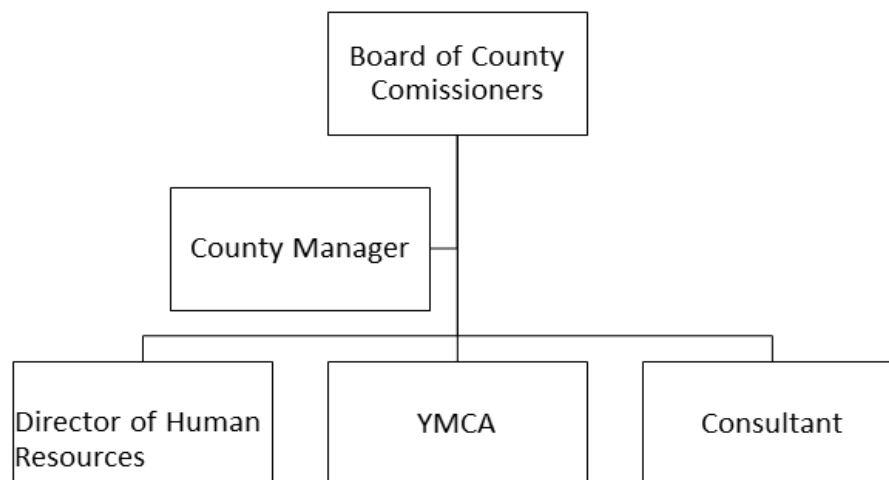 Board of County
Comissioners
County Manager
Director of Human
Resources
YMCA
Consultant